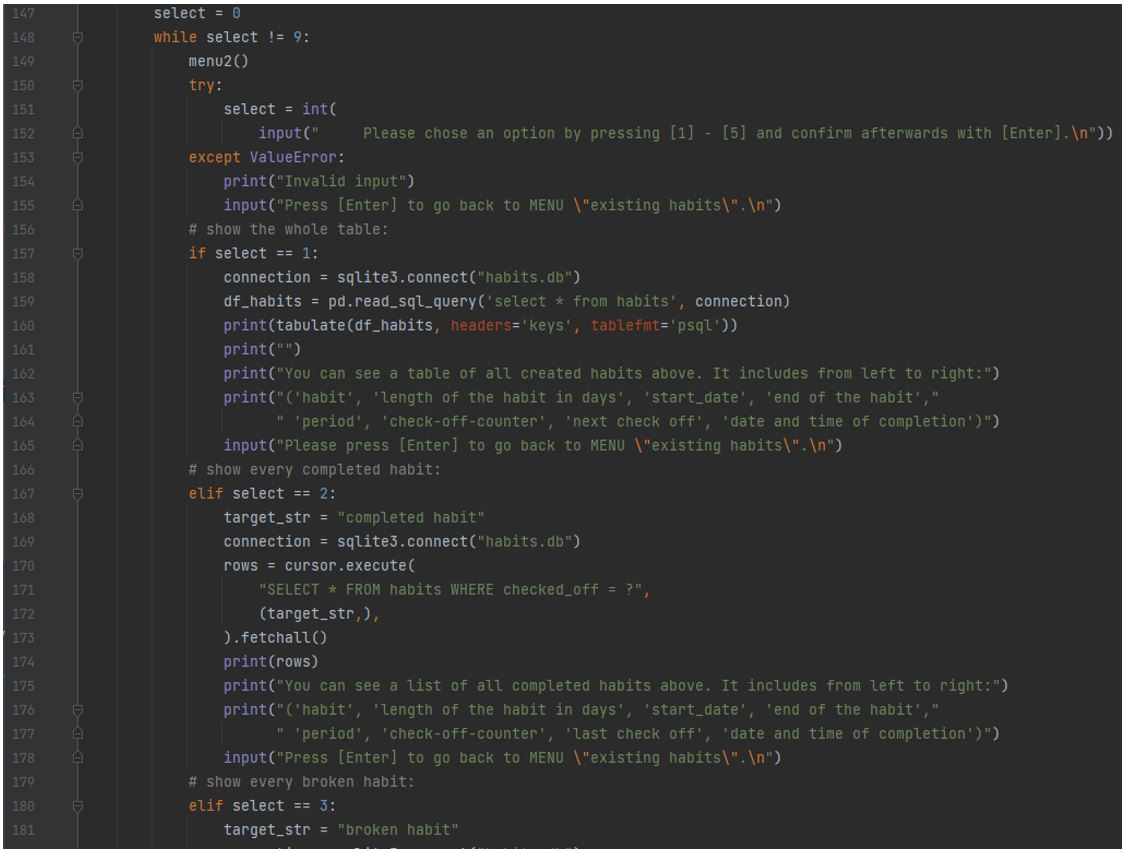 147 select = 0
148 while select != 9:
149 menu2()
150 try:
151 select = int(
152 input("     Please chose an option by pressing [1] - [5] and confirm afterwards with [Enter].\n"))
153 except ValueError:
154 print("Invalid input")
155 input("Press [Enter] to go back to MENU \"existing habits\".\n")
156 # show the whole table:
157 if select == 1:
158 connection = sqlite3.connect("habits.db")
159 df_habits = pd.read_sql_query('select * from habits', connection)
160 print(tabulate(df_habits, headers='keys', tablefmt='psql'))
161 print("")
162 print("You can see a table of all created habits above. It includes from left to right:")
163 print("('habit', 'length of the habit in days', 'start_date', 'end of the habit',"
164 " 'period', 'check-off-counter', 'next check off', 'date and time of completion')")
165 input("Please press [Enter] to go back to MENU \"existing habits\".\n")
166 # show every completed habit:
167 elif select == 2:
168 target_str = "completed habit"
169 connection = sqlite3.connect("habits.db")
170 rows = cursor.execute(
171 "SELECT * FROM habits WHERE checked_off = ?",
172 (target_str,),
173 ).fetchall()
174 print(rows)
175 print("You can see a list of all completed habits above. It includes from left to right:")
176 print("('habit', 'length of the habit in days', 'start_date', 'end of the habit',"
177 " 'period', 'check-off-counter', 'last check off', 'date and time of completion')")
178 input("Press [Enter] to go back to MENU \"existing habits\".\n")
179 # show every broken habit:
180 elif select == 3:
181 target_str = "broken habit"